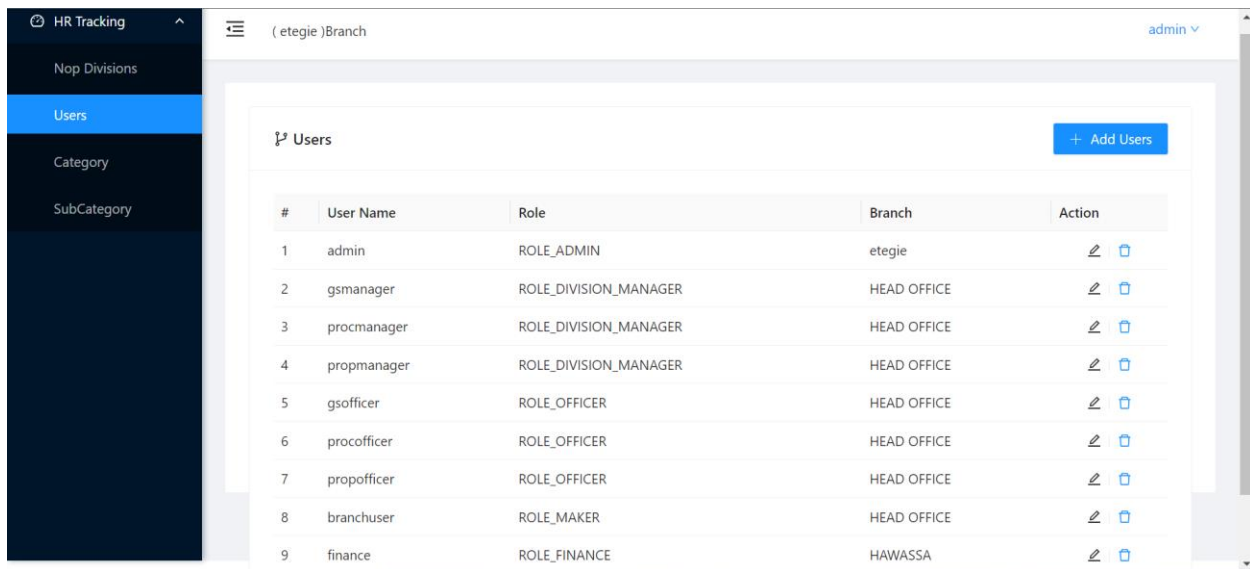 HR Tracking
( etegie )Branch
admin
Nop Divisions
Users
Category
SubCategory
Users
+ Add Users
# User Name Role Branch Action
1 admin ROLE_ADMIN etegie
2 gsmanager ROLE_DIVISION_MANAGER HEAD OFFICE
3 procmanager ROLE_DIVISION_MANAGER HEAD OFFICE
4 propmanager ROLE_DIVISION_MANAGER HEAD OFFICE
5 gsofficer ROLE_OFFICER HEAD OFFICE
6 procofficer ROLE_OFFICER HEAD OFFICE
7 propofficer ROLE_OFFICER HEAD OFFICE
8 branchuser ROLE_MAKER HEAD OFFICE
9 finance ROLE_FINANCE HAWASSA